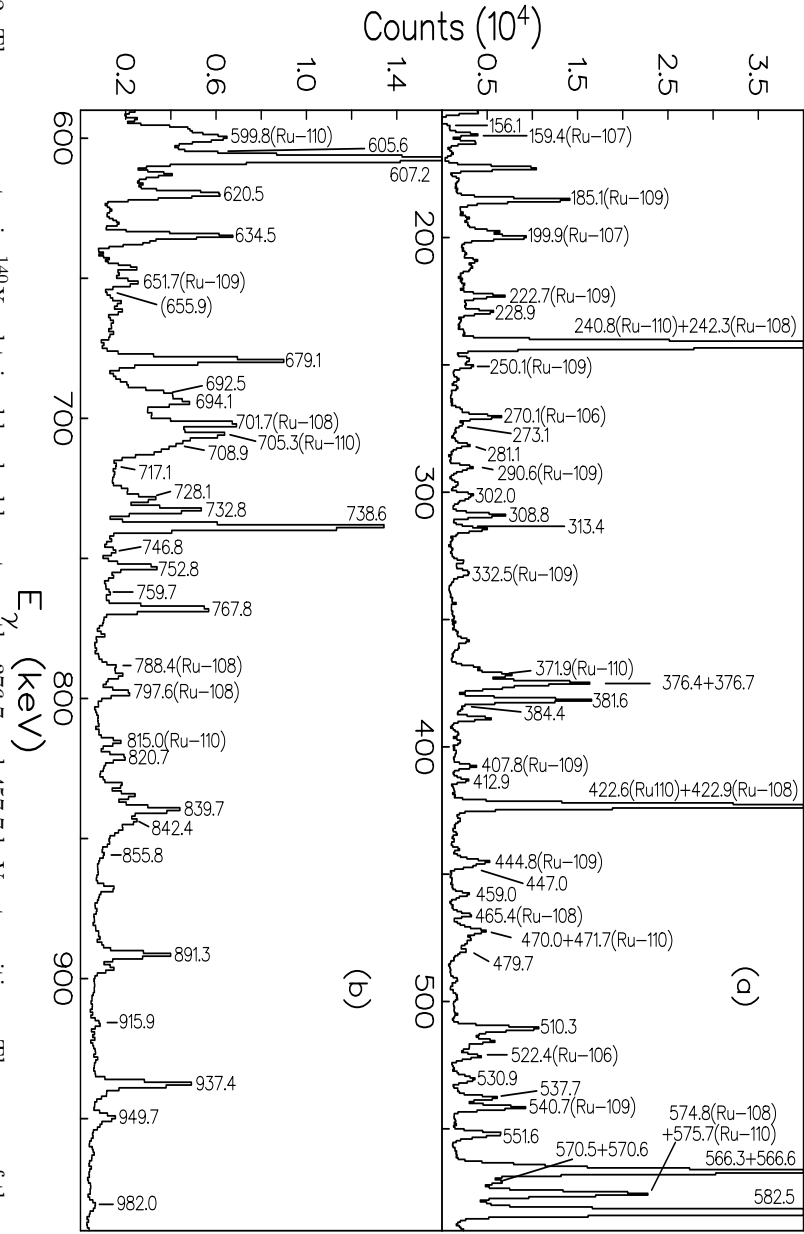 Counts (10⁴)
0.5
1.5
2.5
3.5
(a)
156.1
159.4(Ru-107)
185.1(Ru-109)
199.9(Ru-107)
222.7(Ru-109)
228.9
240.8(Ru-110)+242.3(Ru-108)
250.1(Ru-109)
270.1(Ru-106)
273.1
281.1
290.6(Ru-109)
302.0
308.8
313.4
332.5(Ru-109)
371.9(Ru-110)
376.4+376.7
381.6
384.4
407.8(Ru-109)
412.9
422.6(Ru110)+422.9(Ru-108)
444.8(Ru-109)
447.0
459.0
465.4(Ru-108)
470.0+471.7(Ru-110)
479.7
510.3
522.4(Ru-106)
530.9
537.7
540.7(Ru-109)
551.6
566.3+566.6
570.5+570.6
574.8(Ru-108)
+575.7(Ru-110)
582.5
200
300
400
500
0.2
0.6
1.0
1.4
(b)
599.8(Ru-110)
605.6
607.2
620.5
634.5
651.7(Ru-109)
(655.9)
679.1
692.5
694.1
701.7(Ru-108)
705.3(Ru-110)
708.9
717.1
728.1
732.8
738.6
746.8
752.8
759.7
767.8
788.4(Ru-108)
797.6(Ru-108)
815.0(Ru-110)
820.7
839.7
842.4
855.8
891.3
915.9
937.4
949.7
982.0
600
700
800
900
Eγ (keV)